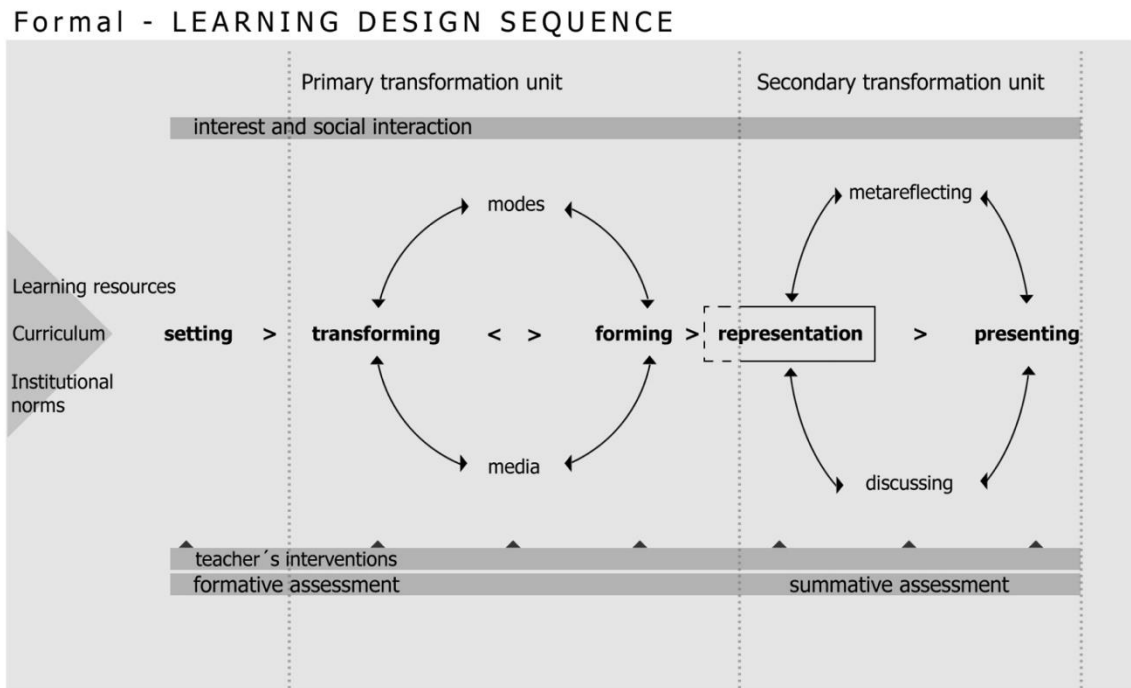 Formal - LEARNING DESIGN SEQUENCE
Primary transformation unit
Secondary transformation unit
interest and social interaction
modes
metareflecting
Learning resources
Curriculum
Institutional
norms
setting > transforming < > forming > representation > presenting
media
discussing
teacher´s interventions
formative assessment
summative assessment